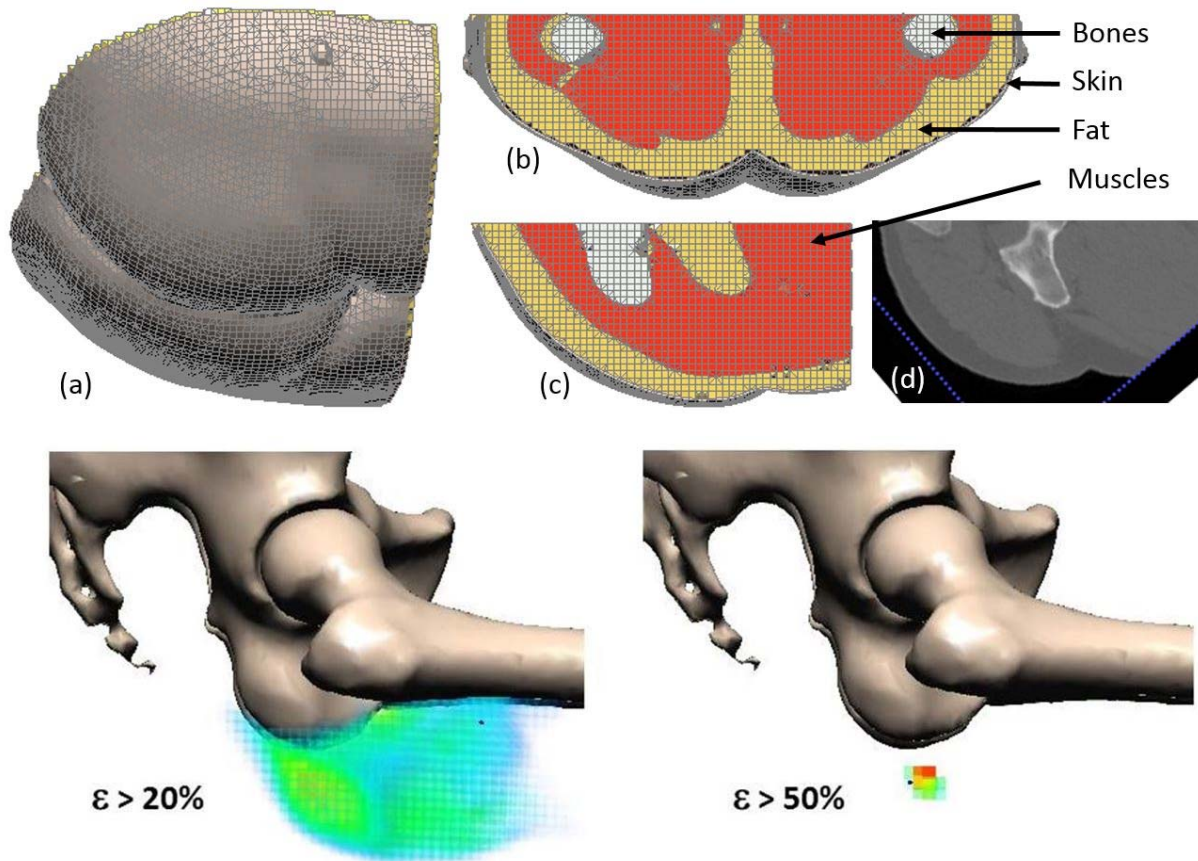 Bones
Skin
Fat
Muscles
(a)
(b)
(c)
(d)
ε > 20%
ε > 50%